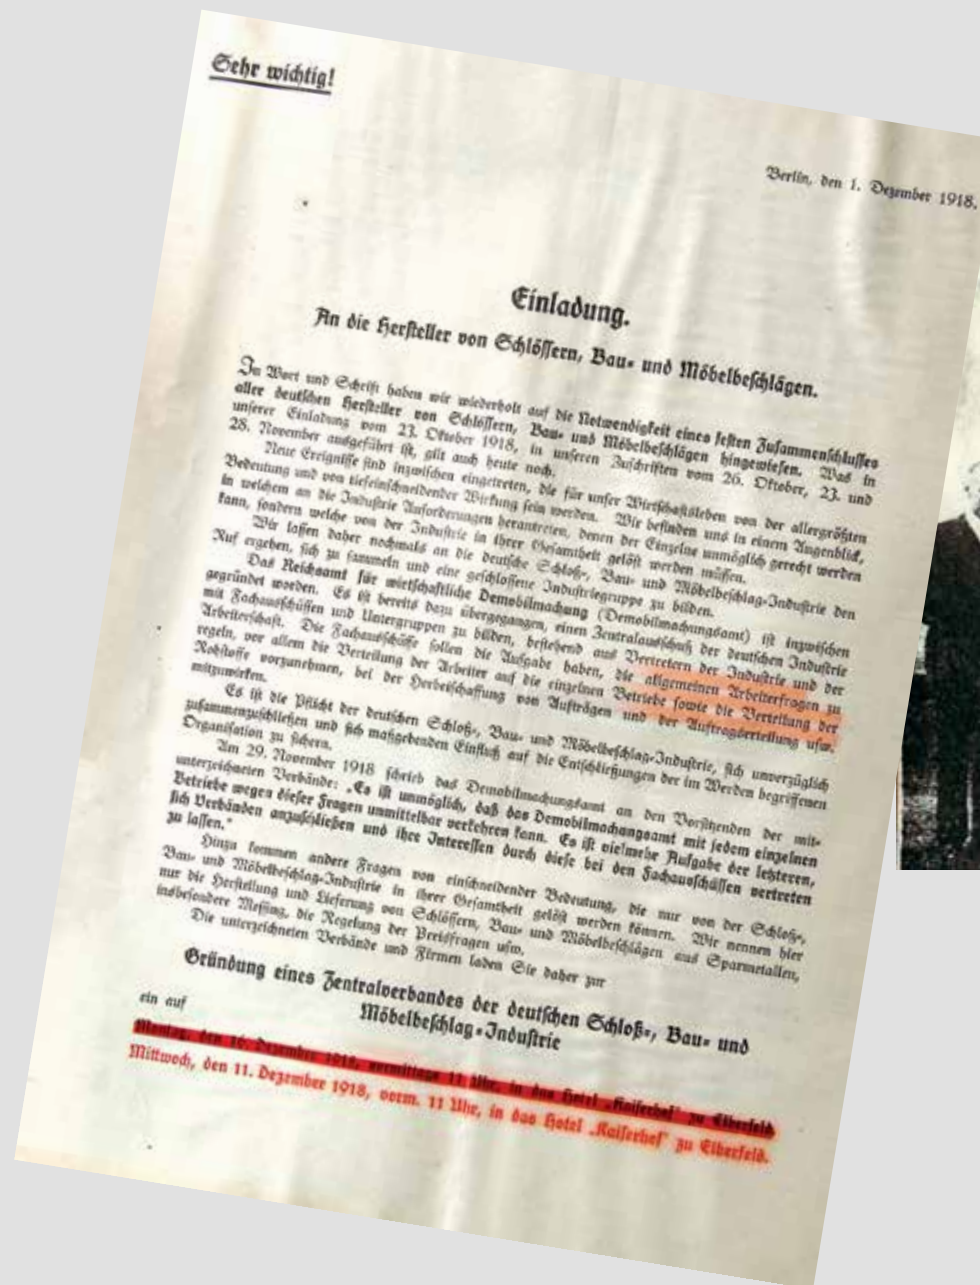 Sehr wichtig!
Berlin, den 1. Dezember 1918.
Einladung.
An die Hersteller von Schlössern, Bau- und Möbelbeschlägen.
In Wort und Schrift haben wir wiederholt auf die Notwendigkeit eines festen Zusammenschlusses
aller deutschen Hersteller von Schlössern, Bau- und Möbelbeschlägen hingewiesen. Was in
unserer Einladung vom 23. Oktober 1918, in unseren Zuschriften vom 26. Oktober, 23. und
28. November ausgeführt ist, gilt auch heute noch.
Neue Ereignisse sind inzwischen eingetreten, die für unser Wirtschaftsleben von der allergrößten
Bedeutung und von tiefeinschneidender Wirkung sein werden. Wir befinden uns in einem Augenblick,
in welchem an die Industrie Anforderungen herantreten, denen der Einzelne unmöglich gerecht werden
kann, sondern welche von der Industrie in ihrer Gesamtheit gelöst werden müssen.
Wir lassen daher nochmals an die deutsche Schloß-, Bau- und Möbelbeschlag-Industrie den
Ruf ergehen, sich zu sammeln und eine geschlossene Industriegruppe zu bilden.
Das Reichsamt für wirtschaftliche Demobilmachung (Demobilmachungsamt) ist inzwischen
gegründet worden. Es ist bereits dazu übergegangen, einen Zentralausschuß der deutschen Industrie
mit Fachausschüssen und Untergruppen zu bilden, bestehend aus Vertretern der Industrie und der
Arbeiterschaft. Die Fachausschüsse sollen die Aufgabe haben, die allgemeinen Arbeiterfragen zu
regeln, vor allem die Verteilung der Arbeiter auf die einzelnen Betriebe sowie die Verteilung der
Rohstoffe vorzunehmen, bei der Herbeischaffung von Aufträgen und der Auftragserteilung usw.
mitzuwirken.
Es ist die Pflicht der deutschen Schloß-, Bau- und Möbelbeschlag-Industrie, sich unverzüglich
zusammenzuschließen und sich maßgebenden Einfluß auf die Entschließungen der im Werden begriffenen
Organisation zu sichern.
Am 29. November 1918 schrieb das Demobilmachungsamt an den Vorsitzenden der mit-
unterzeichneten Verbände: „Es ist unmöglich, daß das Demobilmachungsamt mit jedem einzelnen
Betriebe wegen dieser Fragen unmittelbar verkehren kann. Es ist vielmehr Aufgabe der letzteren,
sich Verbänden anzuschließen und ihre Interessen durch diese bei den Fachausschüssen vertreten
zu lassen.“
Hinzu kommen andere Fragen von einschneidender Bedeutung, die nur von der Schloß-,
Bau- und Möbelbeschlag-Industrie in ihrer Gesamtheit gelöst werden können. Wir nennen hier
nur die Herstellung und Lieferung von Schlössern, Bau- und Möbelbeschlägen aus Sparmetallen,
insbesondere Messing, die Regelung der Preisfragen usw.
Die unterzeichneten Verbände und Firmen laden Sie daher zur
Gründung eines Zentralverbandes der deutschen Schloß-, Bau- und
Möbelbeschlag-Industrie
ein auf
Montag, den 16. Dezember 1918, vormittags 11 Uhr, in das Hotel „Kaiserhof“ zu Elberfeld.
Mittwoch, den 11. Dezember 1918, vorm. 11 Uhr, in das Hotel „Kaiserhof“ zu Elberfeld.